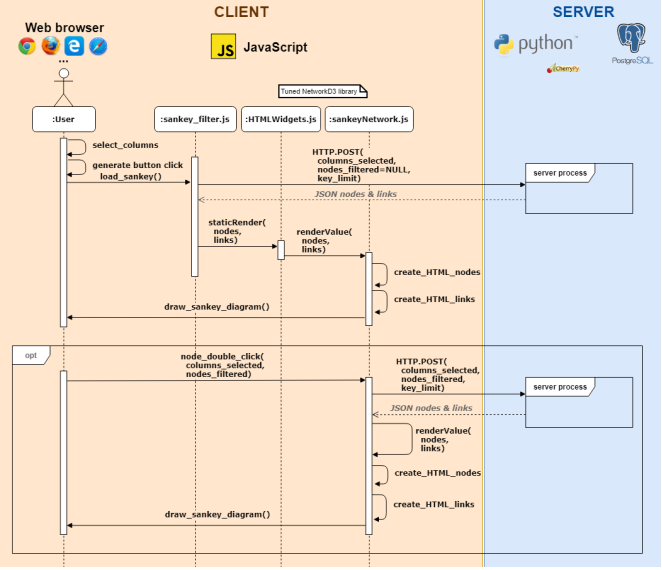 CLIENT
SERVER
Web browser
...
JS
JavaScript
python
CherryPy
PostgreSQL
Tuned NetworkD3 library
:User
:sankey_filter.js
:HTMLWidgets.js
:sankeyNetwork.js
select_columns
generate button click
load_sankey()
HTTP.POST(
columns_selected,
nodes_filtered=NULL,
key_limit)
server process
JSON nodes & links
staticRender(
nodes,
links)
renderValue(
nodes,
links)
create_HTML_nodes
create_HTML_links
draw_sankey_diagram()
opt
node_double_click(
columns_selected,
nodes_filtered)
HTTP.POST(
columns_selected,
nodes_filtered,
key_limit)
server process
JSON nodes & links
renderValue(
nodes,
links)
create_HTML_nodes
create_HTML_links
draw_sankey_diagram()